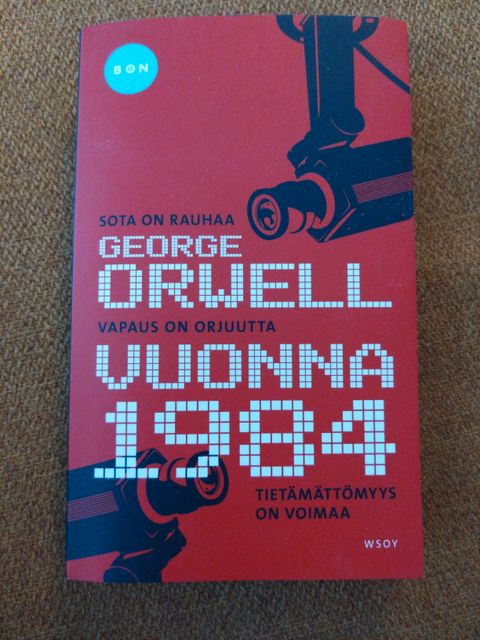 BON
SOTA ON RAUHAA
GEORGE
ORWELL
VAPAUS ON ORJUUTTA
VUONNA
1984
TIETÄMÄTTÖMYYS
ON VOIMAA
WSOY